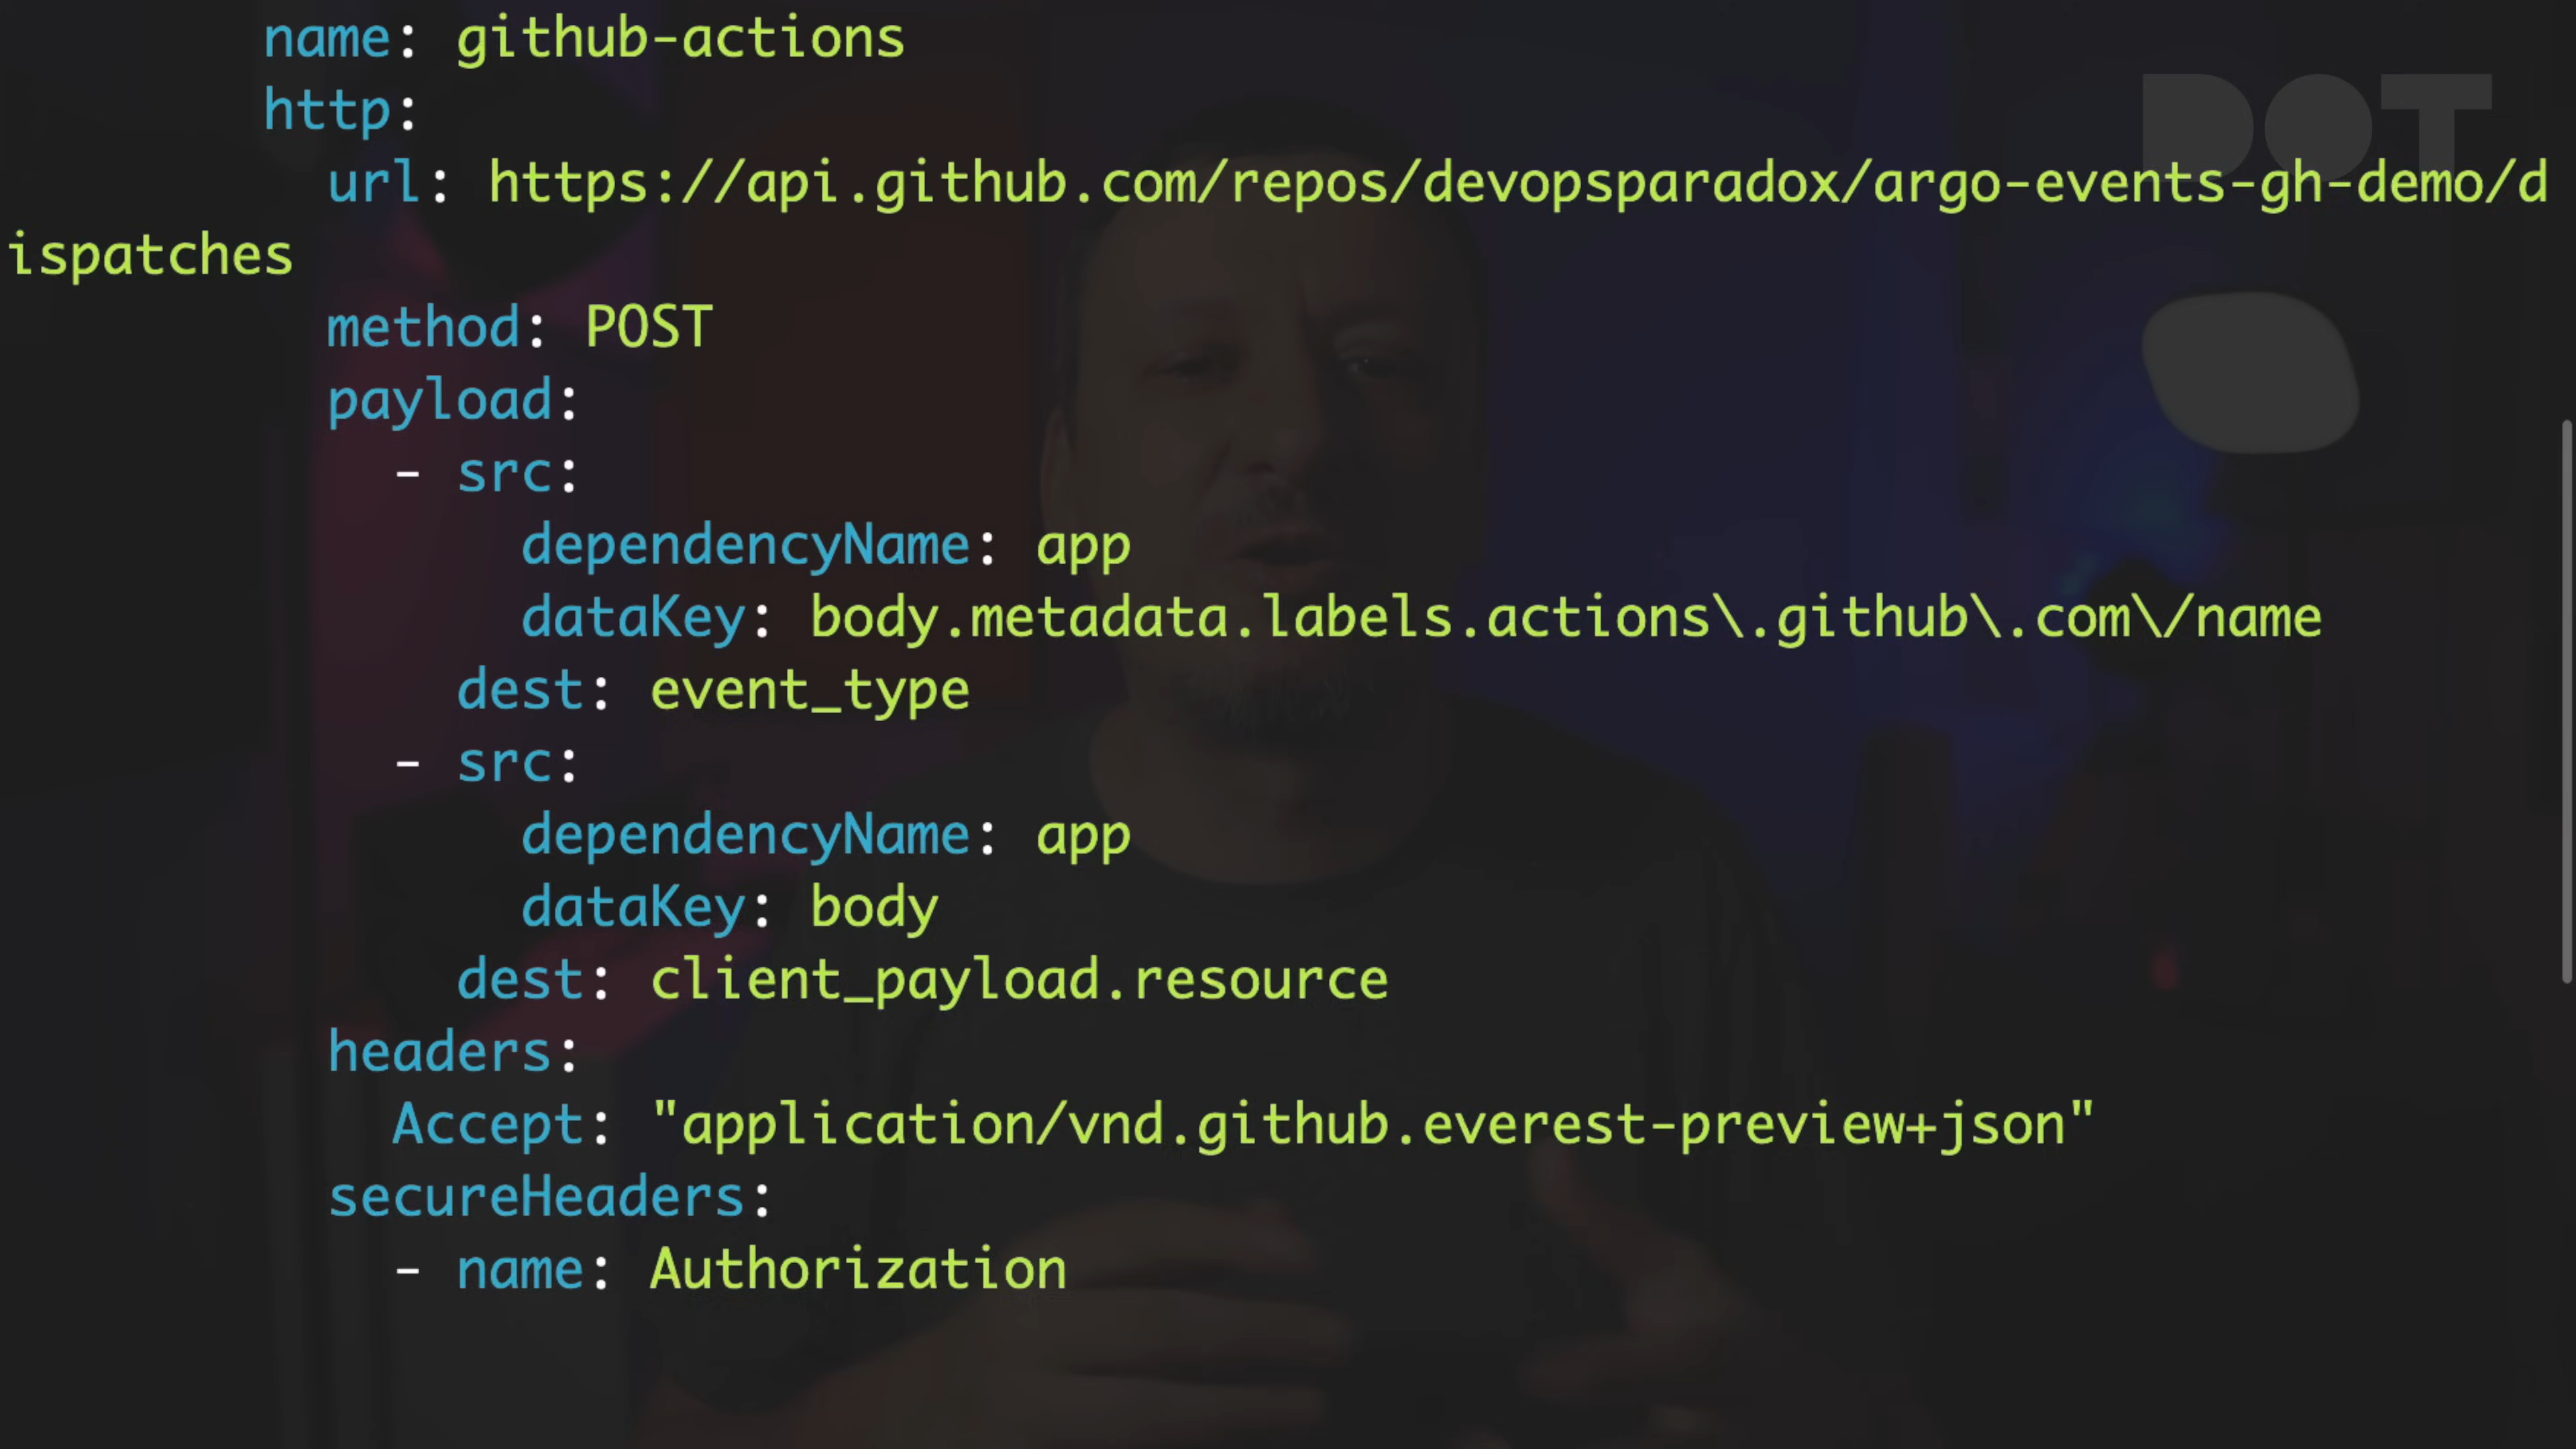 name: github-actions
DOT
http:
url: https://api.github.com/repos/devopsparadox/argo-events-gh-demo/d
ispatches
method: POST
payload:
- src:
dependencyName: app
dataKey: body.metadata.labels.actions\.github\.com\/name
dest: event_type
- src:
dependencyName: app
dataKey: body
dest: client_payload.resource
headers:
Accept: "application/vnd.github.everest-preview+json"
secureHeaders:
- name: Authorization